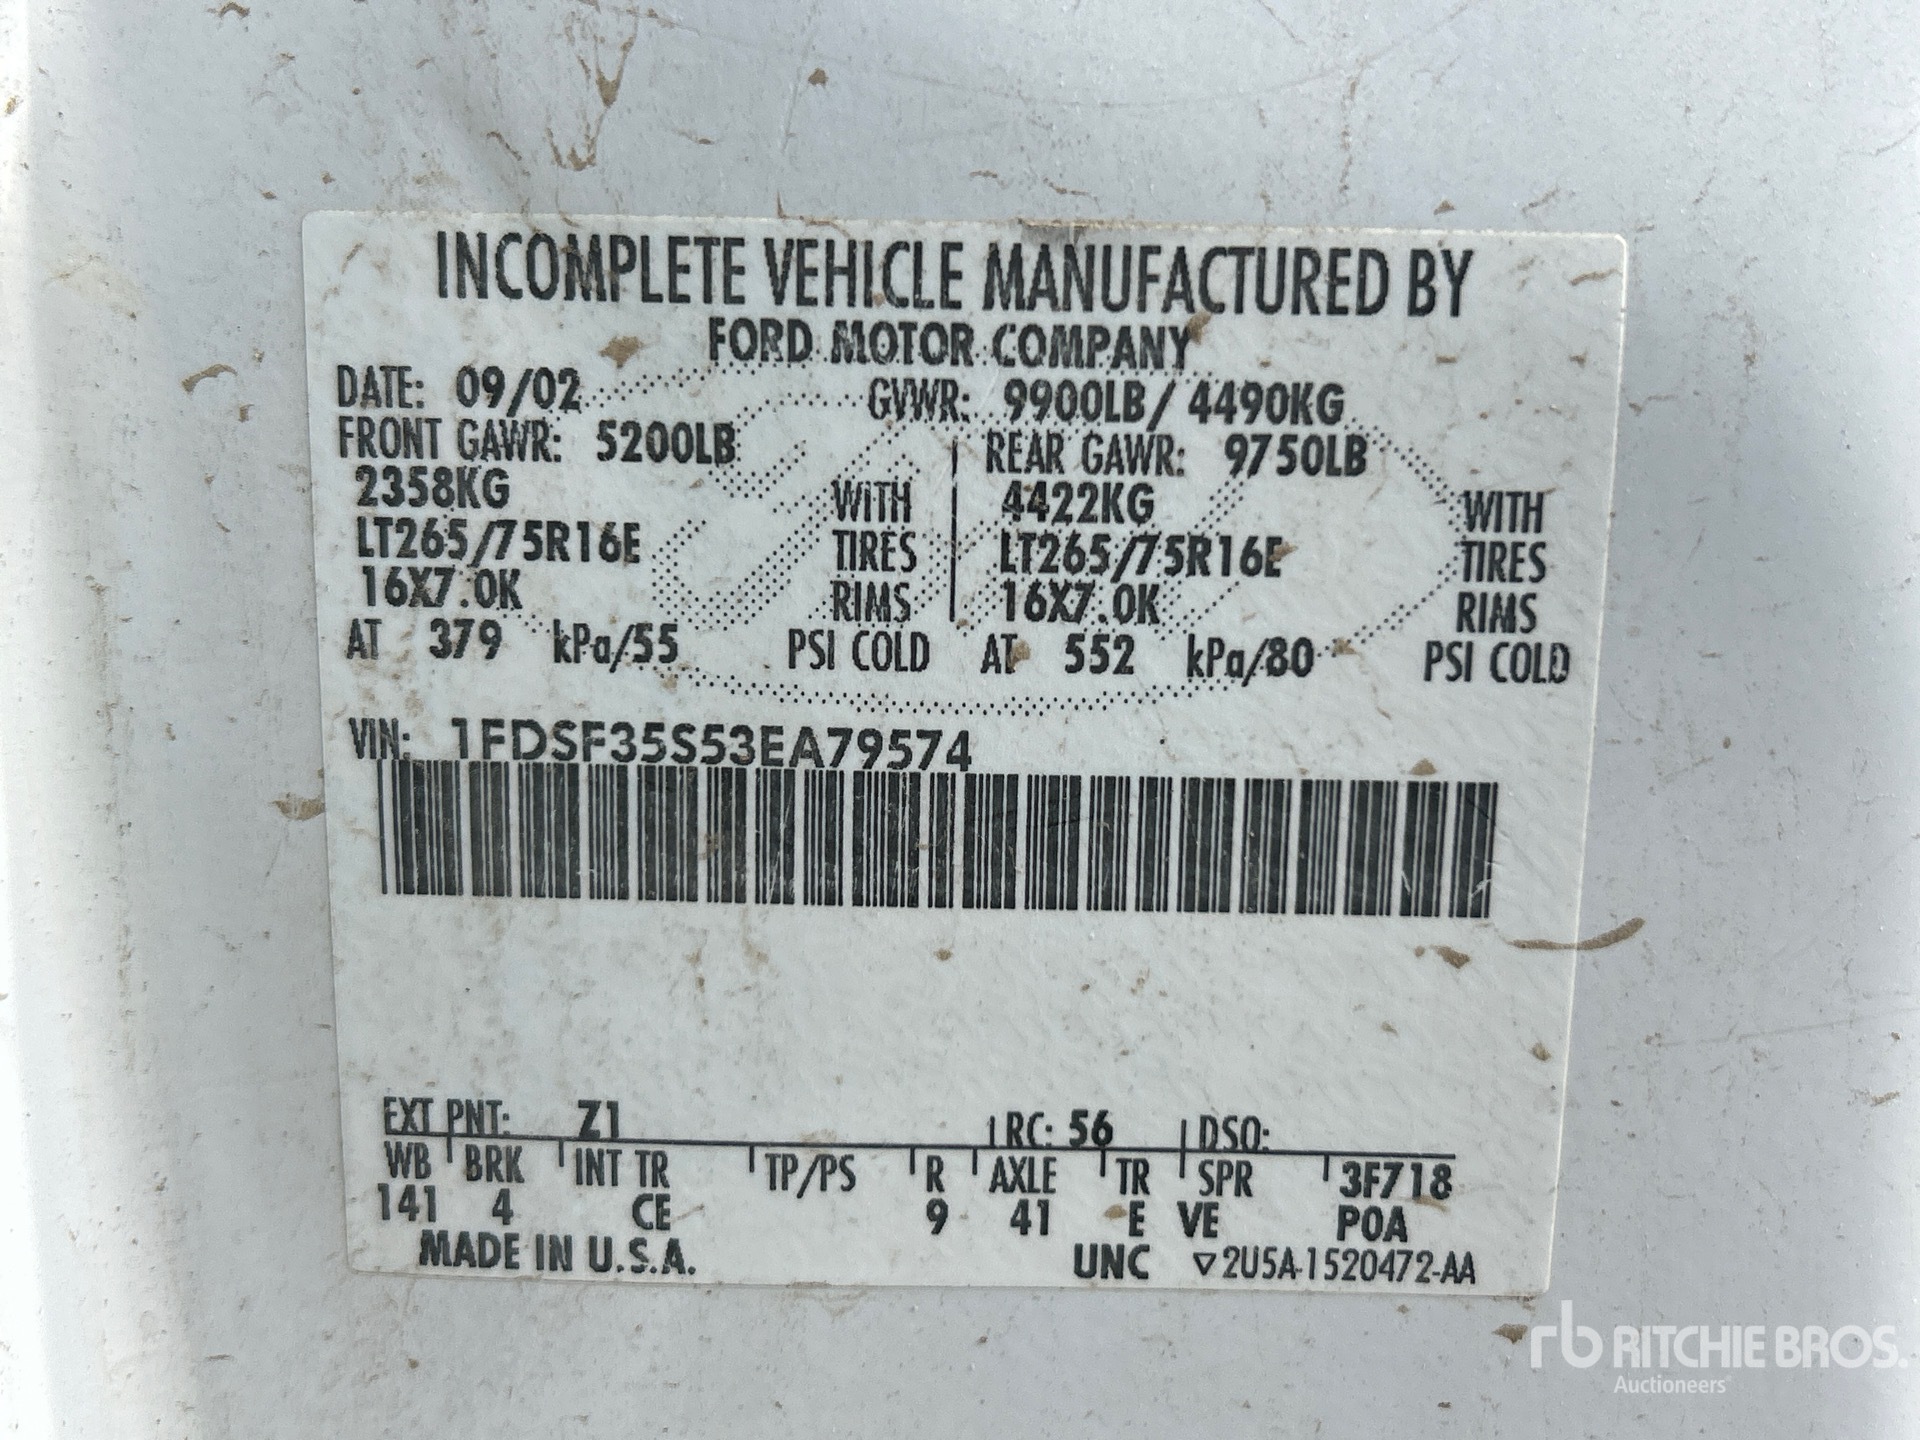 INCOMPLETE VEHICLE MANUFACTURED BY
FORD MOTOR COMPANY
DATE: 09/02 GVWR: 9900LB/ 4490KG
FRONT GAWR: 5200LB REAR GAWR: 9750LB
2358KG WITH 4422KG WITH
LT265/75R16E TIRES LT265/75R16E TIRES
16X7.0K RIMS 16X7.0K RIMS
AT 379 kPa/55 PSI COLD AT 552 kPa/80 PSI COLD
VIN: 1FDSF35S53EA79574
EXT PNT: Z1 RC: 56 DSO:
WB BRK INT TR TP/PS R AXLE TR SPR 3F718
141 4 CE 9 41 E VE POA
MADE IN U.S.A. UNC ▽2U5A-1520472-AA
rb RITCHIE BROS.
Auctioneers